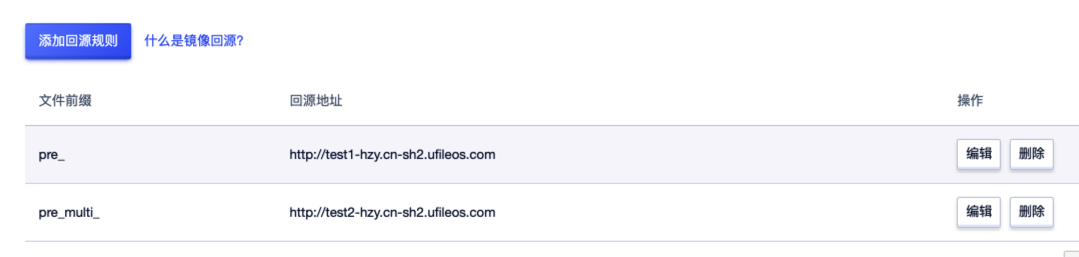 添加回源规则 什么是镜像回源?
文件前缀 回源地址 操作
pre_ http://test1-hzy.cn-sh2.ufileos.com 编辑 删除
pre_multi_ http://test2-hzy.cn-sh2.ufileos.com 编辑 删除